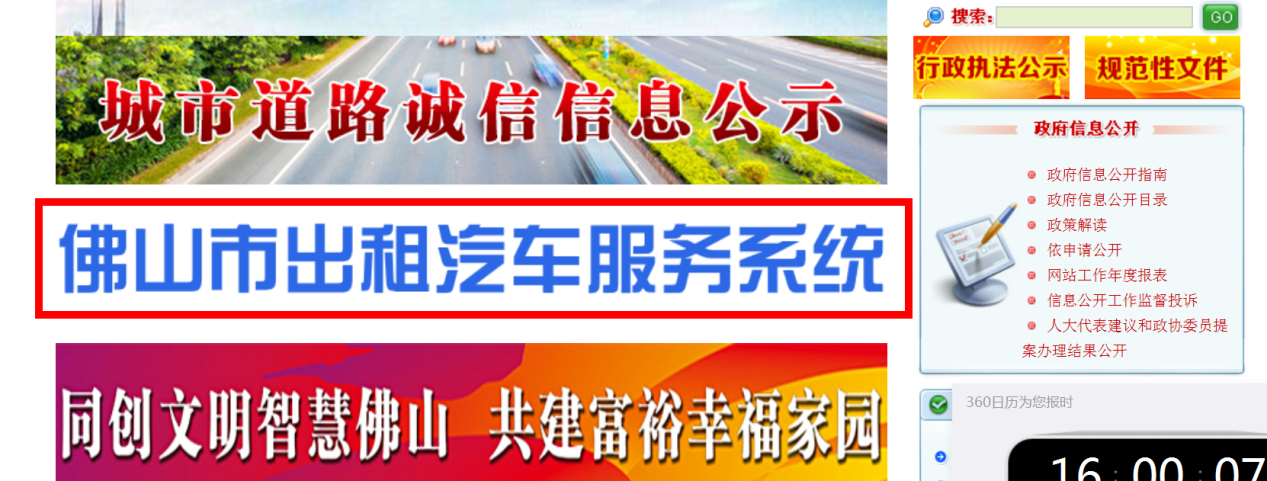 搜索:
GO
城市道路诚信信息公示
行政执法公示
规范性文件
政府信息公开
政府信息公开指南
政府信息公开目录
政策解读
依申请公开
网站工作年度报表
信息公开工作监督投诉
人大代表建议和政协委员提
案办理结果公开
佛山市出租汽车服务系统
同创文明智慧佛山 共建富裕幸福家园
360日历为您报时
16:00:07